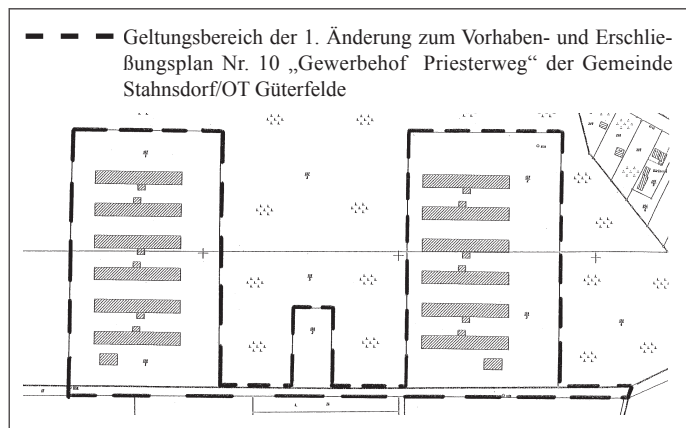 Geltungsbereich der 1. Änderung zum Vorhaben- und Erschlie-
ßungsplan Nr. 10 „Gewerbehof Priesterweg“ der Gemeinde
Stahnsdorf/OT Güterfelde